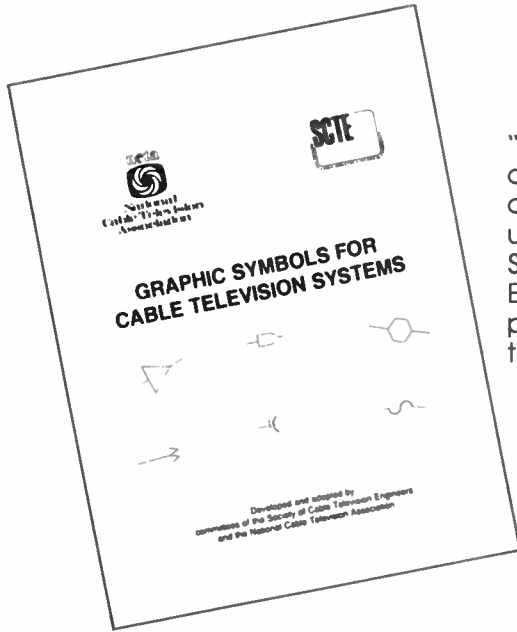 ncta
National
Cable Television
Association
SCTE
GRAPHIC SYMBOLS FOR
CABLE TELEVISION SYSTEMS
Developed and adopted by
committees of the Society of Cable Television Engineers
and the National Cable Television Association
"